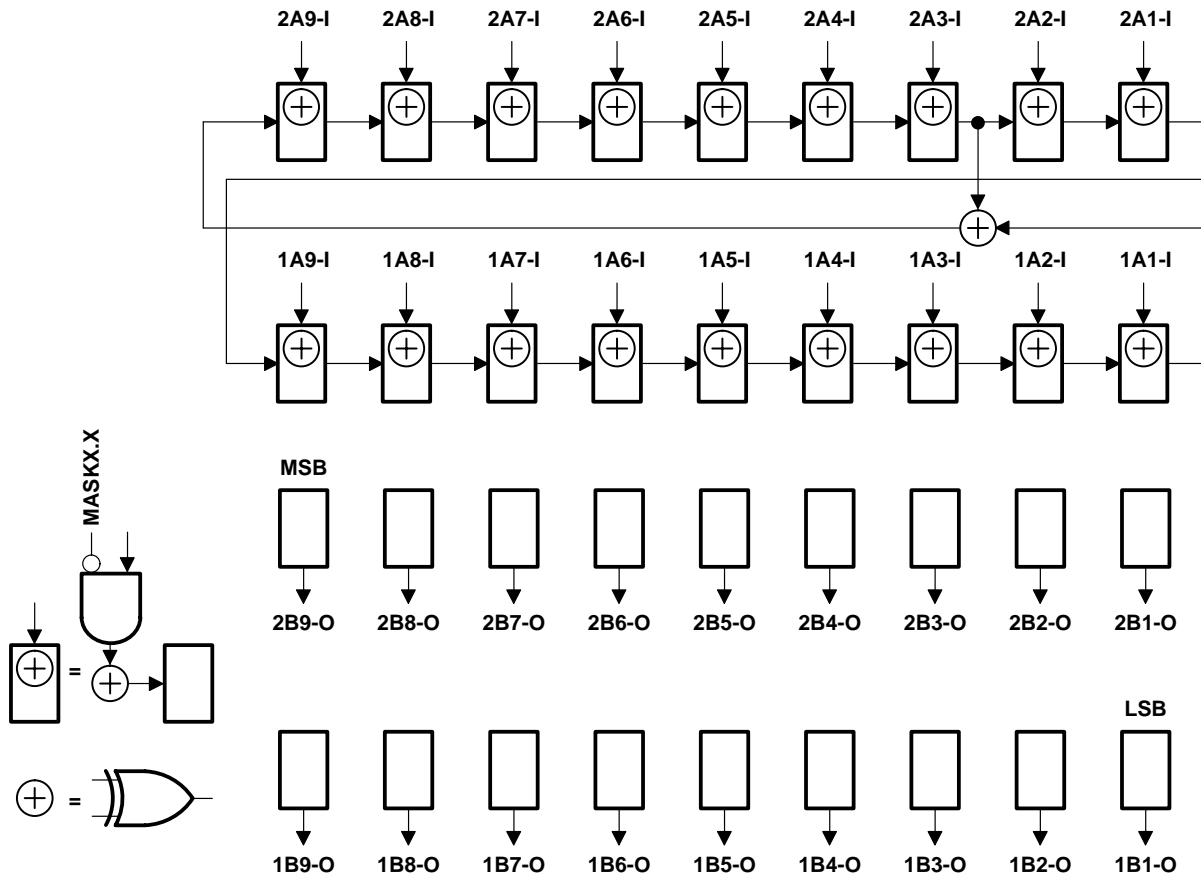 2A9-I 2A8-I 2A7-I 2A6-I 2A5-I 2A4-I 2A3-I 2A2-I 2A1-I
1A9-I 1A8-I 1A7-I 1A6-I 1A5-I 1A4-I 1A3-I 1A2-I 1A1-I
MASKX.X
MSB
2B9-O 2B8-O 2B7-O 2B6-O 2B5-O 2B4-O 2B3-O 2B2-O 2B1-O
=
LSB
=
1B9-O 1B8-O 1B7-O 1B6-O 1B5-O 1B4-O 1B3-O 1B2-O 1B1-O